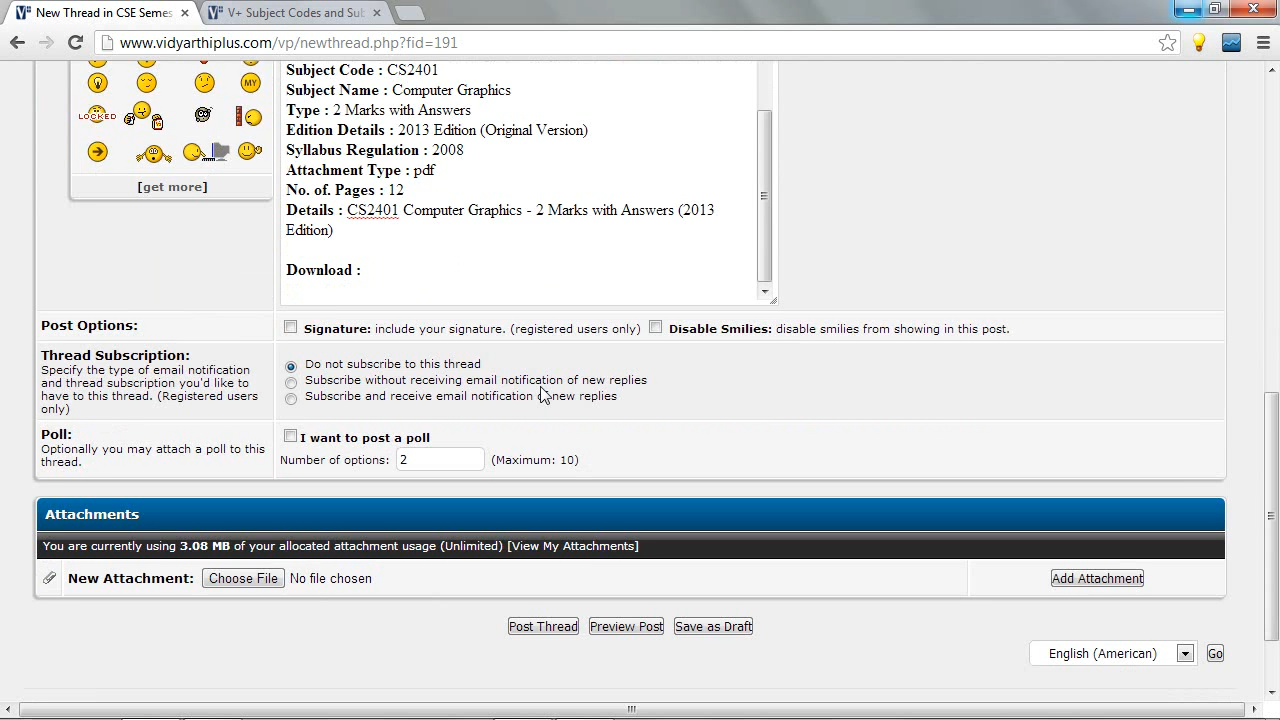 New Thread in CSE Semes
V+ Subject Codes and Sub
www.vidyarthiplus.com/vp/newthread.php?fid=191
MY
LOCKED
[get more]
Subject Code : CS2401
Subject Name : Computer Graphics
Type : 2 Marks with Answers
Edition Details : 2013 Edition (Original Version)
Syllabus Regulation : 2008
Attachment Type : pdf
No. of Pages : 12
Details : CS2401 Computer Graphics - 2 Marks with Answers (2013
Edition)
Download :
Post Options:
Signature: include your signature. (registered users only)
Disable Smilies: disable smilies from showing in this post.
Thread Subscription:
Specify the type of email notification
and thread subscription you'd like to
have to this thread. (Registered users
only)
Do not subscribe to this thread
Subscribe without receiving email notification of new replies
Subscribe and receive email notification of new replies
Poll:
Optionally you may attach a poll to this
thread.
I want to post a poll
Number of options: 2 (Maximum: 10)
Attachments
You are currently using 3.08 MB of your allocated attachment usage (Unlimited) [View My Attachments]
New Attachment: Choose File No file chosen
Add Attachment
Post Thread Preview Post Save as Draft
English (American) Go